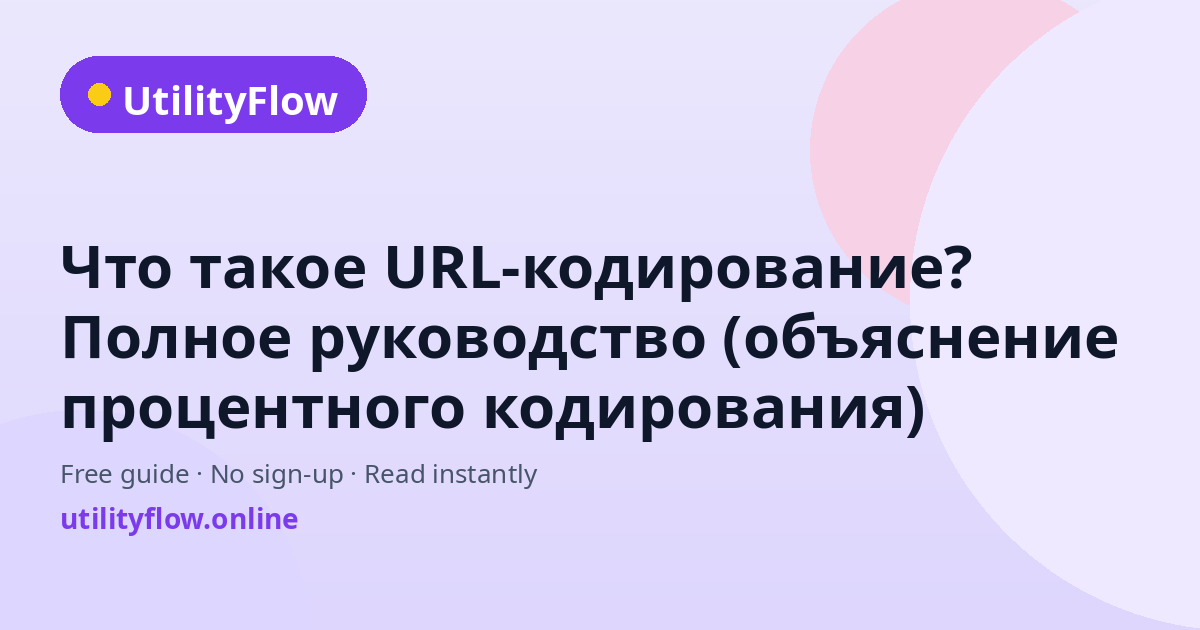 UtilityFlow
Что такое URL-кодирование?
Полное руководство (объяснение
процентного кодирования)
Free guide · No sign-up · Read instantly
utilityflow.online